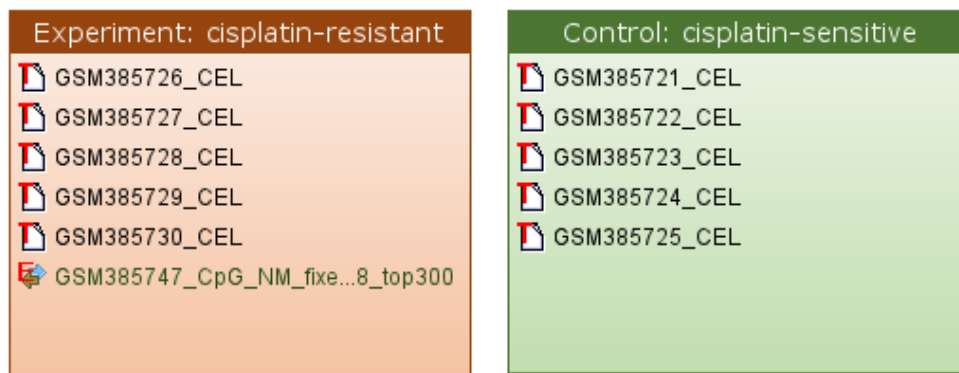 Experiment: cisplatin-resistant
GSM385726_CEL
GSM385727_CEL
GSM385728_CEL
GSM385729_CEL
GSM385730_CEL
GSM385747_CpG_NM_fixe...8_top300
Control: cisplatin-sensitive
GSM385721_CEL
GSM385722_CEL
GSM385723_CEL
GSM385724_CEL
GSM385725_CEL